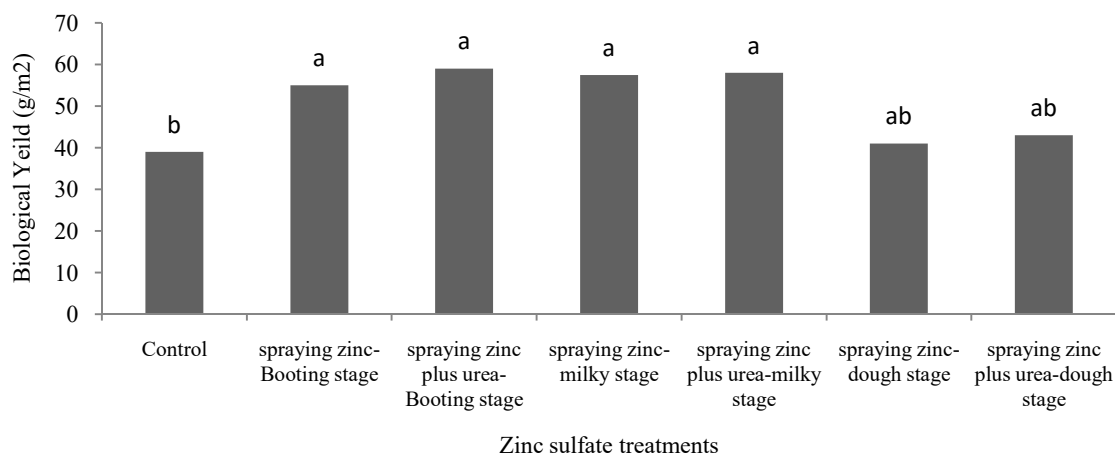 Biological Yeild (g/m2)
70
60
50
40
30
20
10
0
b
a
a
a
a
ab
ab
Control
spraying zinc-
Booting stage
spraying zinc
plus urea-
Booting stage
spraying zinc-
milky stage
spraying zinc
plus urea-milky
stage
spraying zinc-
dough stage
spraying zinc
plus urea-dough
stage
Zinc sulfate treatments